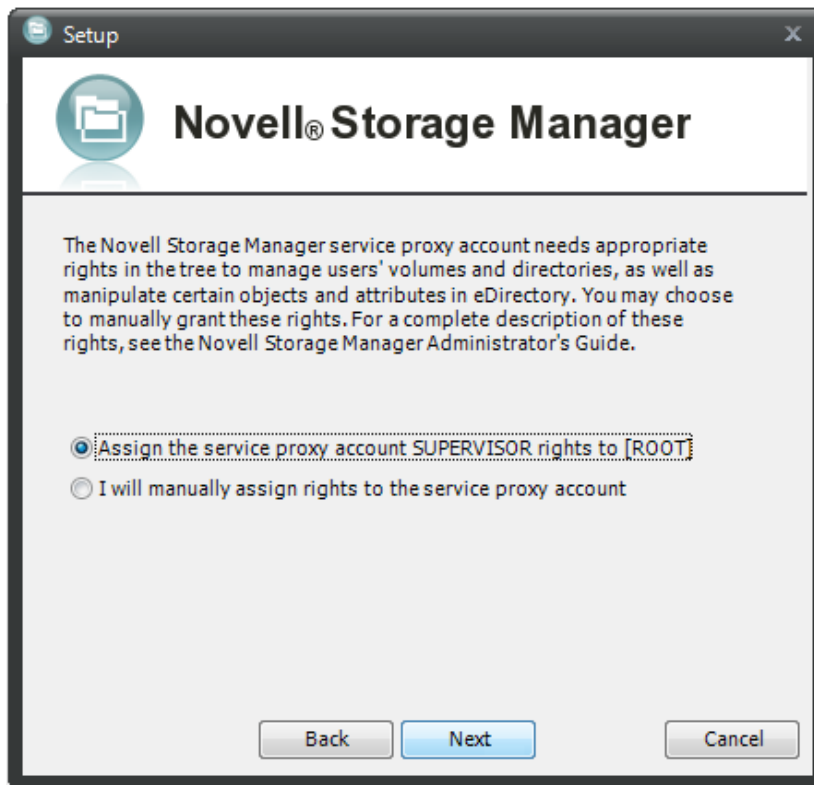 Setup
Novell® Storage Manager
The Novell Storage Manager service proxy account needs appropriate
rights in the tree to manage users' volumes and directories, as well as
manipulate certain objects and attributes in eDirectory. You may choose
to manually grant these rights. For a complete description of these
rights, see the Novell Storage Manager Administrator's Guide.
Assign the service proxy account SUPERVISOR rights to [ROOT]
I will manually assign rights to the service proxy account
Back Next Cancel